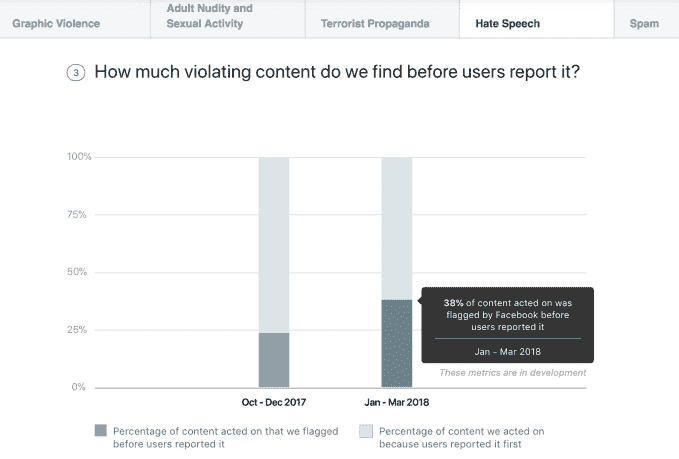 Graphic Violence
Adult Nudity and
Sexual Activity
Terrorist Propaganda
Hate Speech
Spam
3 How much violating content do we find before users report it?
100%
75%
50%
25%
0%
38% of content acted on was
flagged by Facebook before
users reported it
Jan - Mar 2018
These metrics are in development
Oct - Dec 2017
Jan - Mar 2018
Percentage of content acted on that we flagged
before users reported it
Percentage of content we acted on
because users reported it first